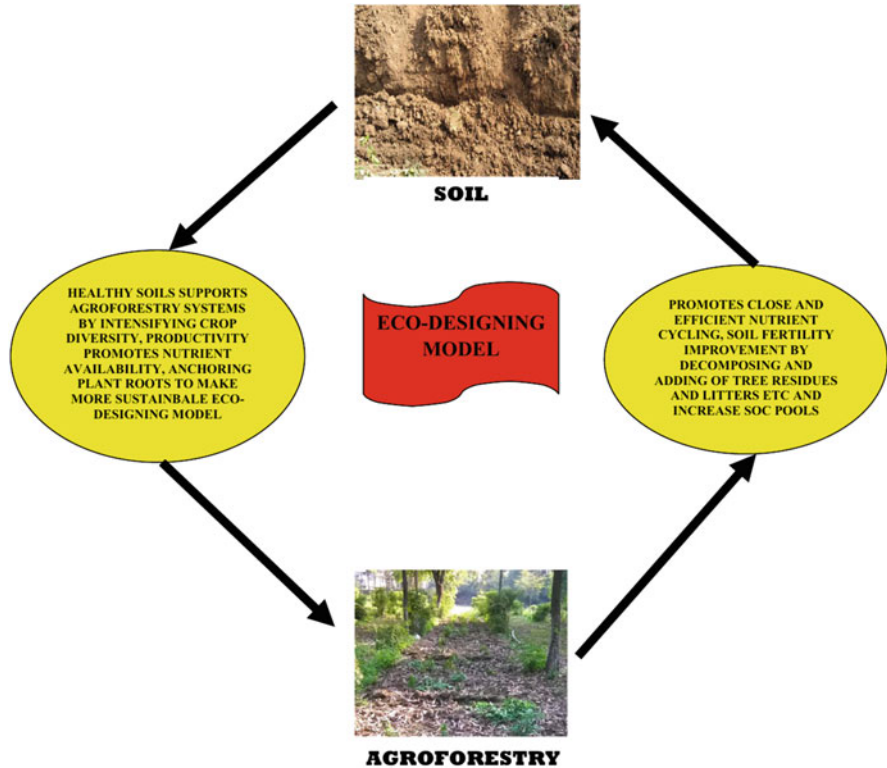 SOIL
HEALTHY SOILS SUPPORTS
AGROFORESTRY SYSTEMS
BY INTENSIFYING CROP
DIVERSITY, PRODUCTIVITY
PROMOTES NUTRIENT
AVAILABILITY, ANCHORING
PLANT ROOTS TO MAKE
MORE SUSTAINBALE ECO-
DESIGNING MODEL
ECO-DESIGNING
MODEL
PROMOTES CLOSE AND
EFFICIENT NUTRIENT
CYCLING, SOIL FERTILITY
IMPROVEMENT BY
DECOMPOSING AND
ADDING OF TREE RESIDUES
AND LITTERS ETC AND
INCREASE SOC POOLS
AGROFORESTRY